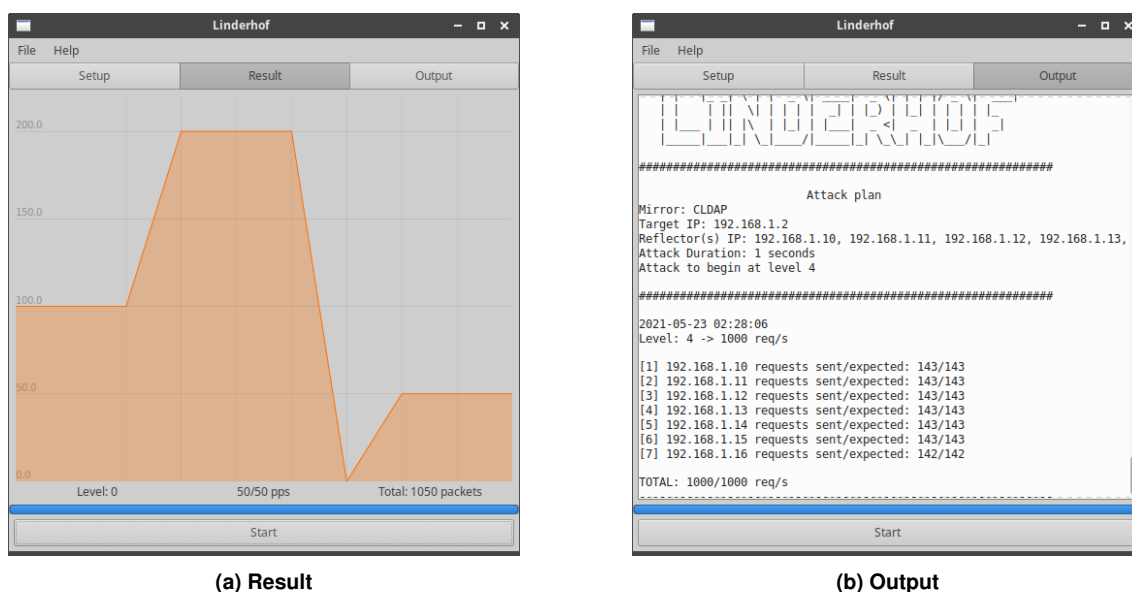 Linderhof
File Help
Setup Result Output
200.0
150.0
100.0
50.0
0.0
Level: 0 50/50 pps Total: 1050 packets
Start
(a) Result
Linderhof
File Help
Setup Result Output
LINDERHOF
############################################################
Attack plan
Mirror: CLDAP
Target IP: 192.168.1.2
Reflector(s) IP: 192.168.1.10, 192.168.1.11, 192.168.1.12, 192.168.1.13,
Attack Duration: 1 seconds
Attack to begin at level 4
############################################################
2021-05-23 02:28:06
Level: 4 -> 1000 req/s
[1] 192.168.1.10 requests sent/expected: 143/143
[2] 192.168.1.11 requests sent/expected: 143/143
[3] 192.168.1.12 requests sent/expected: 143/143
[4] 192.168.1.13 requests sent/expected: 143/143
[5] 192.168.1.14 requests sent/expected: 143/143
[6] 192.168.1.15 requests sent/expected: 143/143
[7] 192.168.1.16 requests sent/expected: 142/142
TOTAL: 1000/1000 req/s
Start
(b) Output